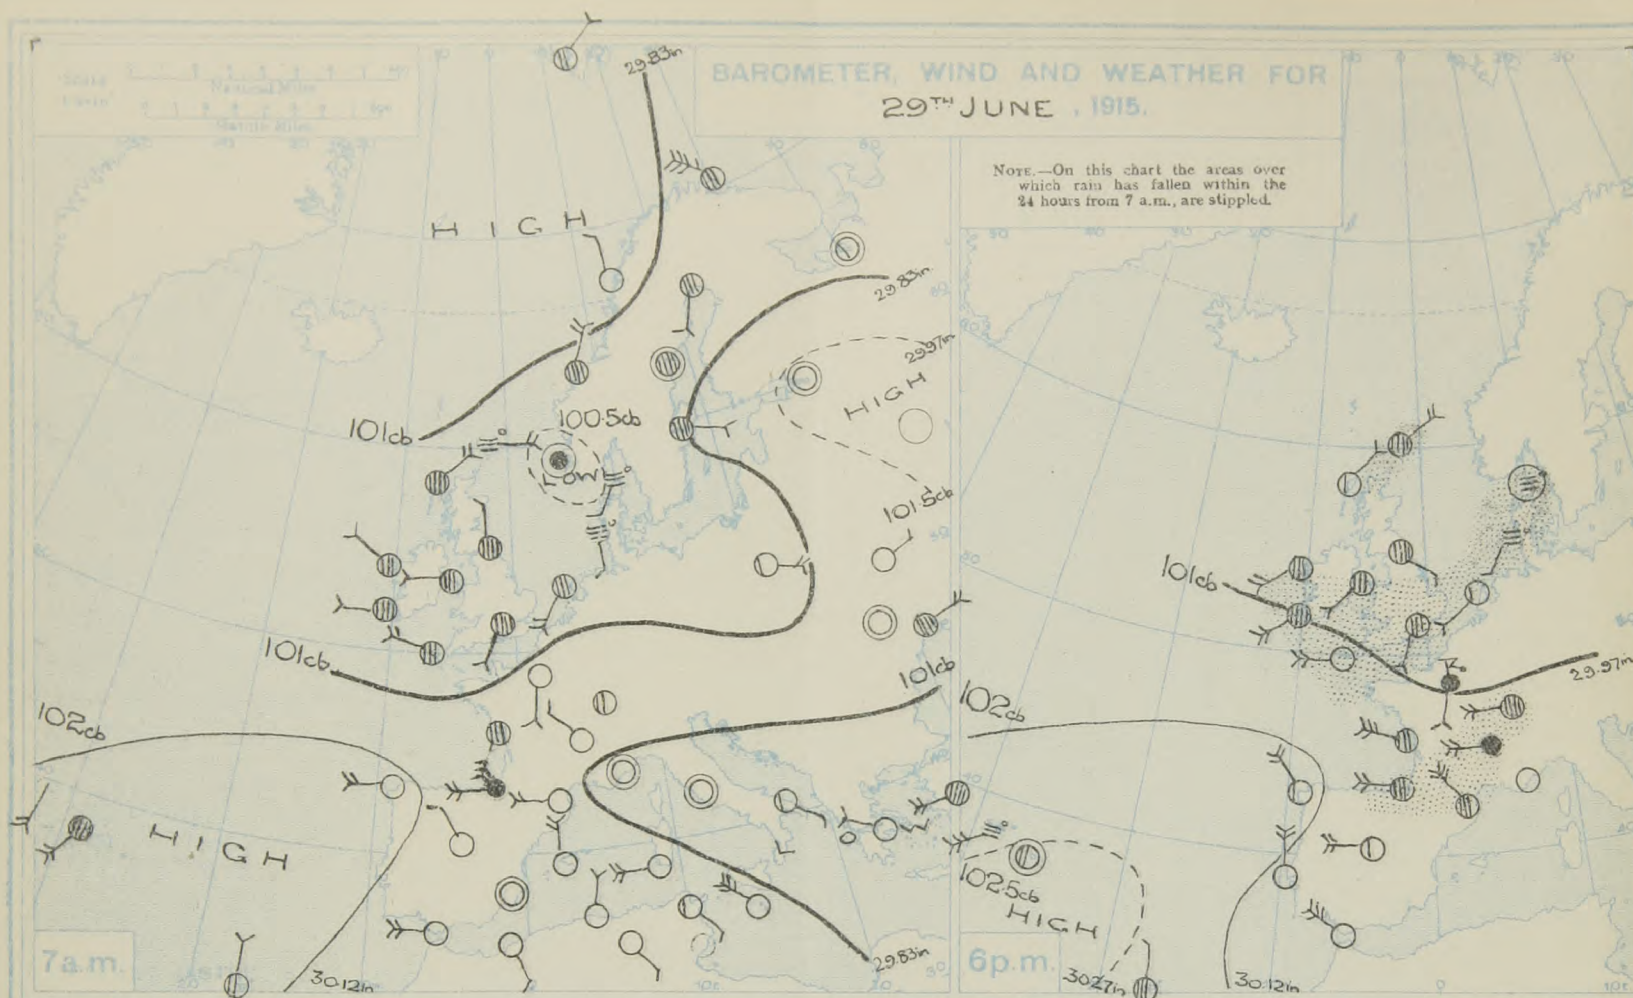 BAROMETER, WIND AND WEATHER FOR
29TH JUNE, 1915.
NOTE.—On this chart the areas over
which rain has fallen within the
24 hours from 7 a.m., are stippled.
Nautical Miles
29.83in
HIGH
29.83in
29.97in
HIGH
101cb
100.5cb
LOW
101.5cb
101cb
101cb
102cb
HIGH
7a.m.
30.12in
29.83in
101cb
29.97in
102cb
102.5cb
HIGH
6p.m.
30.27in
30.12in